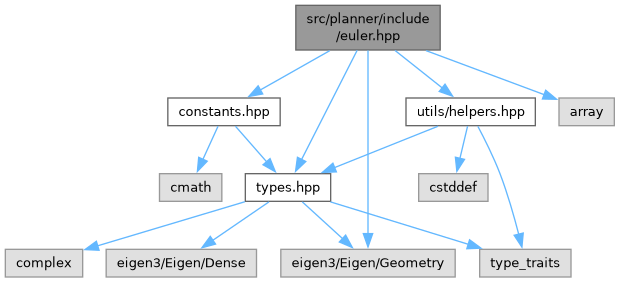 src/planner/include
/euler.hpp
constants.hpp
utils/helpers.hpp
array
cmath
types.hpp
cstddef
complex
eigen3/Eigen/Dense
eigen3/Eigen/Geometry
type_traits